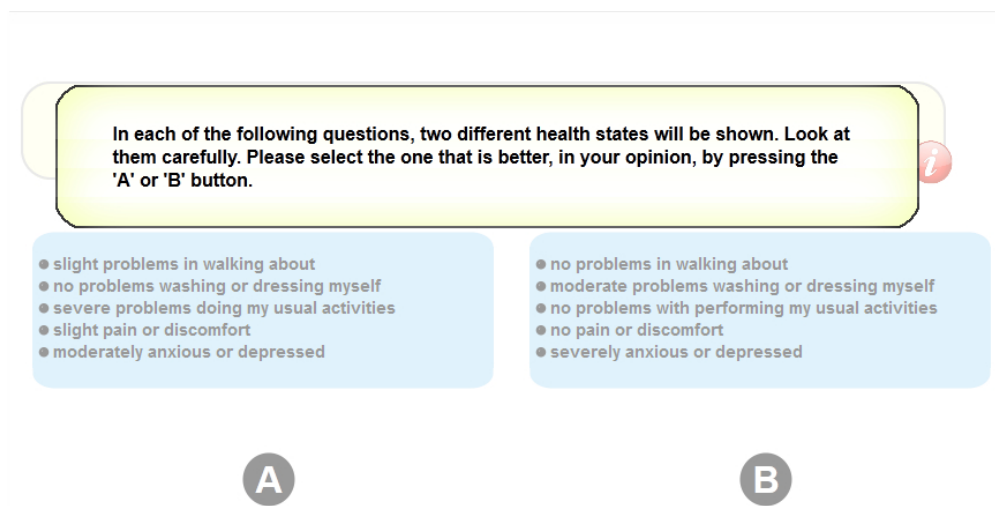 In each of the following questions, two different health states will be shown. Look at
them carefully. Please select the one that is better, in your opinion, by pressing the
'A' or 'B' button.
i
● slight problems in walking about
● no problems washing or dressing myself
● severe problems doing my usual activities
● slight pain or discomfort
● moderately anxious or depressed
● no problems in walking about
● moderate problems washing or dressing myself
● no problems with performing my usual activities
● no pain or discomfort
● severely anxious or depressed
A
B